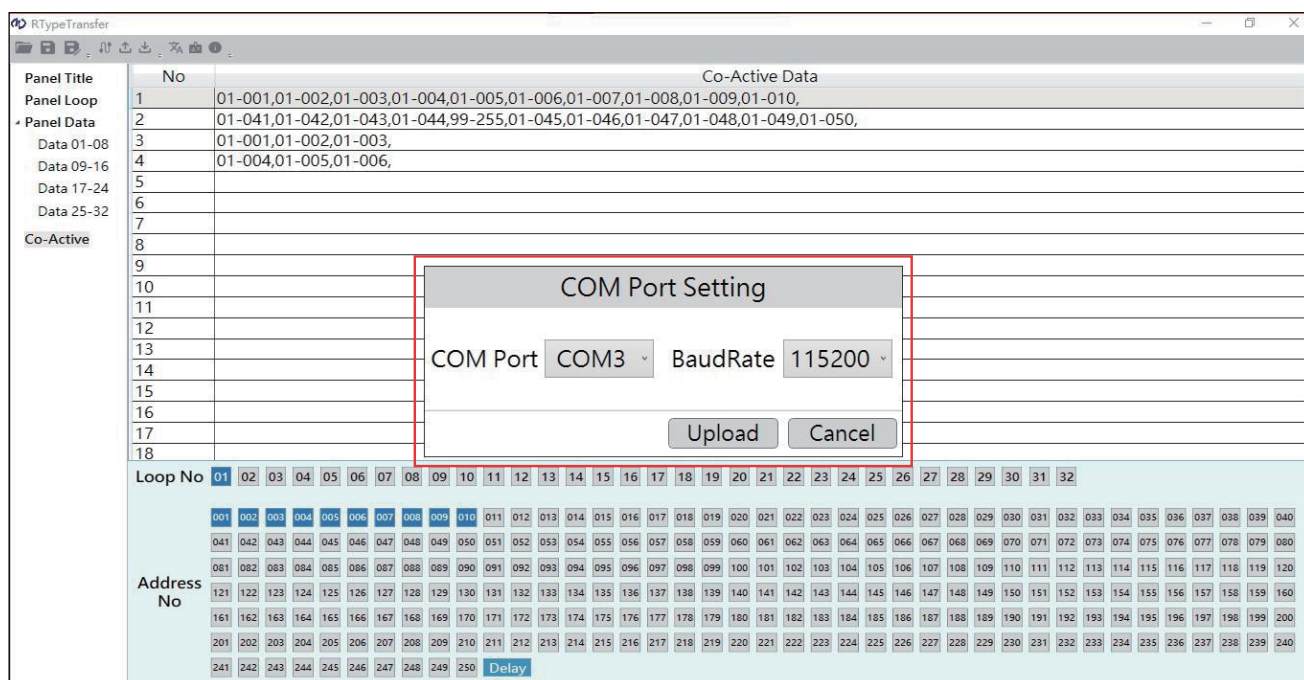 RTypeTransfer
Panel Title
Panel Loop
Panel Data
Data 01-08
Data 09-16
Data 17-24
Data 25-32
Co-Active
No Co-Active Data
1 01-001,01-002,01-003,01-004,01-005,01-006,01-007,01-008,01-009,01-010,
2 01-041,01-042,01-043,01-044,99-255,01-045,01-046,01-047,01-048,01-049,01-050,
3 01-001,01-002,01-003,
4 01-004,01-005,01-006,
5
6
7
8
9
10
11
12
13
14
15
16
17
18
COM Port Setting
COM Port COM3 BaudRate 115200
Upload Cancel
Loop No 01 02 03 04 05 06 07 08 09 10 11 12 13 14 15 16 17 18 19 20 21 22 23 24 25 26 27 28 29 30 31 32
Address No
001 002 003 004 005 006 007 008 009 010 011 012 013 014 015 016 017 018 019 020 021 022 023 024 025 026 027 028 029 030 031 032 033 034 035 036 037 038 039 040
041 042 043 044 045 046 047 048 049 050 051 052 053 054 055 056 057 058 059 060 061 062 063 064 065 066 067 068 069 070 071 072 073 074 075 076 077 078 079 080
081 082 083 084 085 086 087 088 089 090 091 092 093 094 095 096 097 098 099 100 101 102 103 104 105 106 107 108 109 110 111 112 113 114 115 116 117 118 119 120
121 122 123 124 125 126 127 128 129 130 131 132 133 134 135 136 137 138 139 140 141 142 143 144 145 146 147 148 149 150 151 152 153 154 155 156 157 158 159 160
161 162 163 164 165 166 167 168 169 170 171 172 173 174 175 176 177 178 179 180 181 182 183 184 185 186 187 188 189 190 191 192 193 194 195 196 197 198 199 200
201 202 203 204 205 206 207 208 209 210 211 212 213 214 215 216 217 218 219 220 221 222 223 224 225 226 227 228 229 230 231 232 233 234 235 236 237 238 239 240
241 242 243 244 245 246 247 248 249 250 Delay